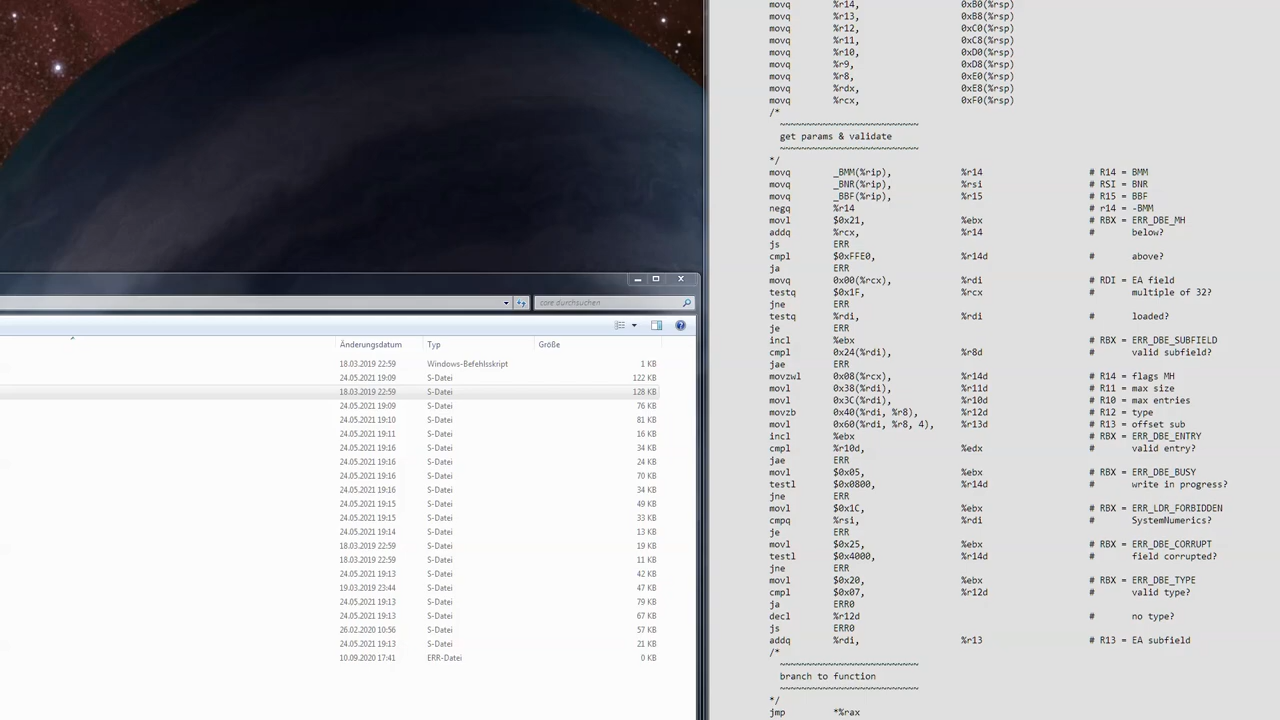 movq %r14, 0xB0(%rsp)
movq %r13, 0xB8(%rsp)
movq %r12, 0xC0(%rsp)
movq %r11, 0xC8(%rsp)
movq %r10, 0xD0(%rsp)
movq %r9, 0xD8(%rsp)
movq %r8, 0xE0(%rsp)
movq %rdx, 0xE8(%rsp)
movq %rcx, 0xF0(%rsp)
/*
~~~~~~~~~~~~~~~~~~~~~~~~~~
get params & validate
~~~~~~~~~~~~~~~~~~~~~~~~~~
*/
movq _BMM(%rip), %r14 # R14 = BMM
movq _BNR(%rip), %rsi # RSI = BNR
movq _BBF(%rip), %r15 # R15 = BBF
negq %r14 # r14 = -BMM
movl $0x21, %ebx # RBX = ERR_DBE_MH
addq %rcx, %r14 # below?
js ERR
cmpl $0xFFE0, %r14d # above?
ja ERR
movq 0x00(%rcx), %rdi # RDI = EA field
testq $0x1F, %rcx # multiple of 32?
jne ERR
testq %rdi, %rdi # loaded?
je ERR
incl %ebx # RBX = ERR_DBE_SUBFIELD
cmpl 0x24(%rdi), %r8d # valid subfield?
jae ERR
movzwl 0x08(%rcx), %r14d # R14 = flags MH
movl 0x38(%rdi), %r11d # R11 = max size
movl 0x3C(%rdi), %r10d # R10 = max entries
movzb 0x40(%rdi, %r8), %r12d # R12 = type
movl 0x60(%rdi, %r8, 4), %r13d # R13 = offset sub
incl %ebx # RBX = ERR_DBE_ENTRY
cmpl %r10d, %edx # valid entry?
jae ERR
movl $0x05, %ebx # RBX = ERR_DBE_BUSY
testl $0x0800, %r14d # write in progress?
jne ERR
movl $0x1C, %ebx # RBX = ERR_LDR_FORBIDDEN
cmpq %rsi, %rdi # SystemNumerics?
je ERR
movl $0x25, %ebx # RBX = ERR_DBE_CORRUPT
testl $0x4000, %r14d # field corrupted?
jne ERR
movl $0x20, %ebx # RBX = ERR_DBE_TYPE
cmpl $0x07, %r12d # valid type?
ja ERR0
decl %r12d # no type?
js ERR0
addq %rdi, %r13 # R13 = EA subfield
/*
~~~~~~~~~~~~~~~~~~~~~~~~~~
branch to function
~~~~~~~~~~~~~~~~~~~~~~~~~~
*/
jmp *%rax
core durchsuchen
Änderungsdatum Typ Größe
18.03.2019 22:59 Windows-Befehlsskript 1 KB
24.05.2021 19:09 S-Datei 122 KB
18.03.2019 22:59 S-Datei 128 KB
24.05.2021 19:09 S-Datei 76 KB
24.05.2021 19:10 S-Datei 81 KB
24.05.2021 19:11 S-Datei 16 KB
24.05.2021 19:16 S-Datei 34 KB
24.05.2021 19:16 S-Datei 24 KB
24.05.2021 19:16 S-Datei 70 KB
24.05.2021 19:16 S-Datei 34 KB
24.05.2021 19:15 S-Datei 49 KB
24.05.2021 19:15 S-Datei 33 KB
24.05.2021 19:14 S-Datei 13 KB
18.03.2019 22:59 S-Datei 19 KB
18.03.2019 22:59 S-Datei 11 KB
24.05.2021 19:13 S-Datei 42 KB
19.03.2019 23:44 S-Datei 47 KB
24.05.2021 19:13 S-Datei 79 KB
24.05.2021 19:13 S-Datei 67 KB
26.02.2020 10:56 S-Datei 57 KB
24.05.2021 19:13 S-Datei 21 KB
10.09.2020 17:41 ERR-Datei 0 KB